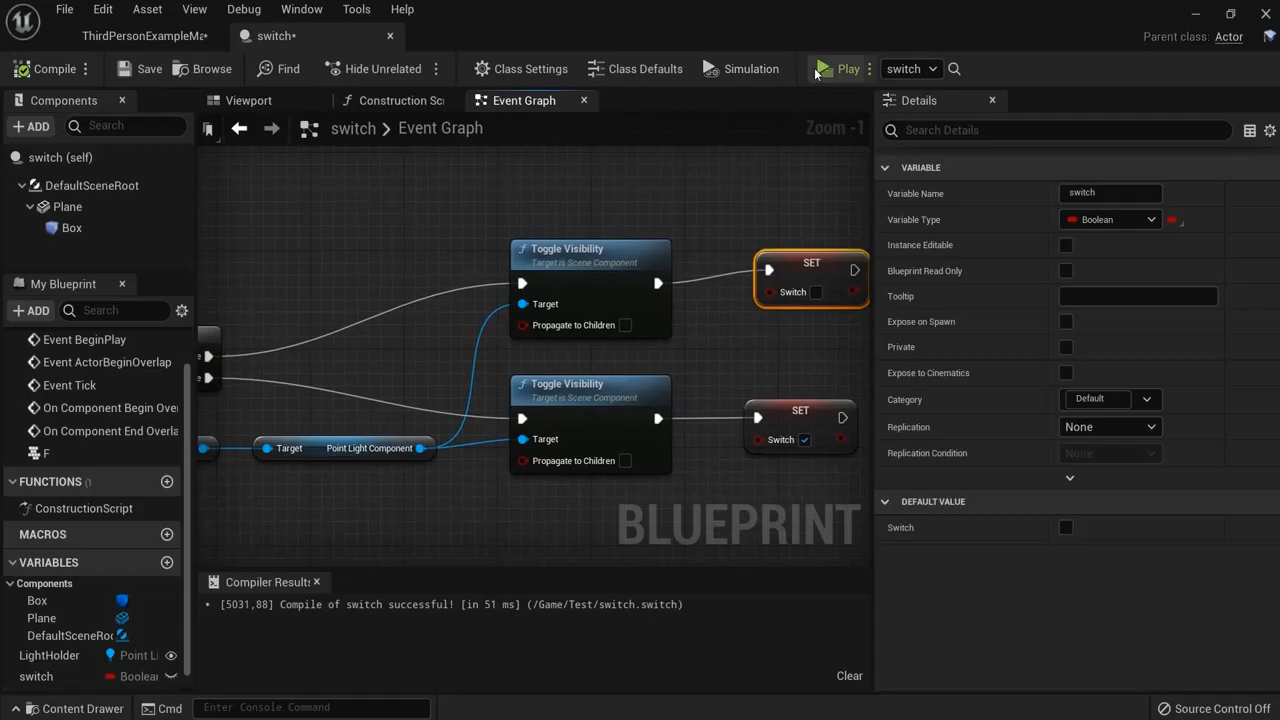 File Edit Asset View Debug Window Tools Help
ThirdPersonExampleMa*
switch*
Parent class: Actor
Compile Save Browse Find Hide Unrelated Class Settings Class Defaults Simulation Play switch
Components
Viewport
Construction Scr
Event Graph
Details
ADD
Search
switch > Event Graph
Zoom -1
Search Details
switch (self)
DefaultSceneRoot
Plane
Box
My Blueprint
ADD
Search
Event BeginPlay
Event ActorBeginOverlap
Event Tick
On Component Begin Ove
On Component End Overla
F
FUNCTIONS (1
ConstructionScript
MACROS
VARIABLES
Components
Box
Plane
DefaultSceneRoo
LightHolder Point Li
switch Boolean
Toggle Visibility
Target is Scene Component
Target
Propagate to Children
SET
Switch
Toggle Visibility
Target is Scene Component
Target
Propagate to Children
SET
Switch
Target Point Light Component
e
e
BLUEPRINT
Compiler Results
[5031,88] Compile of switch successful! [in 51 ms] (/Game/Test/switch.switch)
Clear
VARIABLE
Variable Name switch
Variable Type Boolean
Instance Editable
Blueprint Read Only
Tooltip
Expose on Spawn
Private
Expose to Cinematics
Category Default
Replication None
Replication Condition None
DEFAULT VALUE
Switch
Content Drawer Cmd Enter Console Command Source Control Off